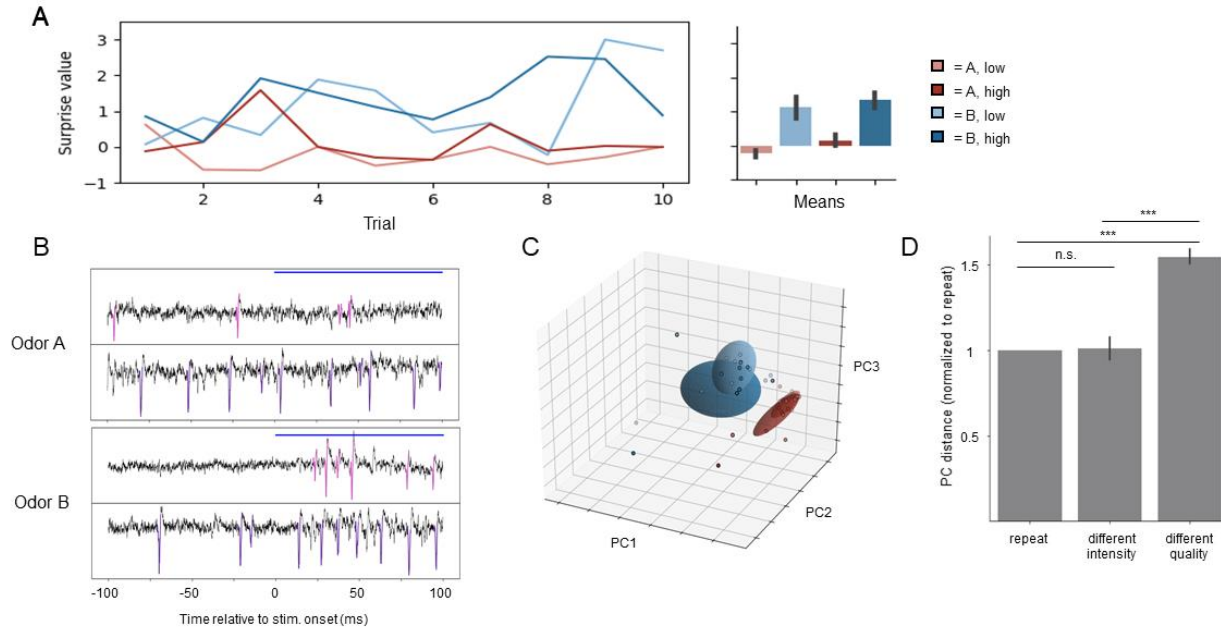 A
3
2
1
0
−1
Surprise value
2
4
6
8
10
Trial
Means
= A, low
= A, high
= B, low
= B, high
B
Odor A
Odor B
-100
-50
0
50
100
Time relative to stim. onset (ms)
C
PC1
PC2
PC3
D
***
***
n.s.
1.5
1
0.5
PC distance (normalized to repeat)
repeat
different
intensity
different
quality